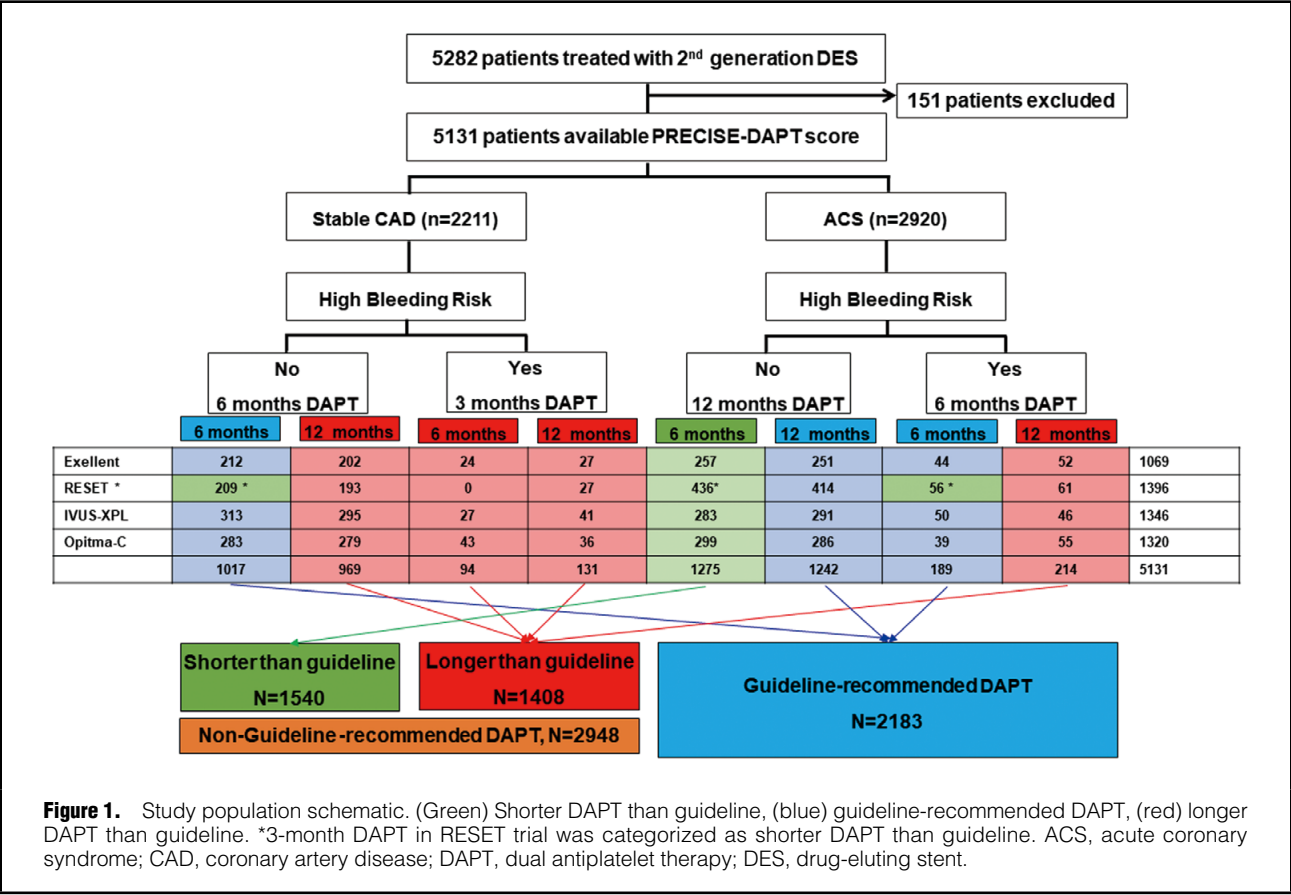 5282 patients treated with 2nd generation DES
151 patients excluded
5131 patients available PRECISE-DAPT score
Stable CAD (n=2211)
ACS (n=2920)
High Bleeding Risk
High Bleeding Risk
No
6 months DAPT
Yes
3 months DAPT
No
12 months DAPT
Yes
6 months DAPT
6 months 12 months 6 months 12 months 6 months 12 months 6 months 12 months
Exellent 212 202 24 27 257 251 44 52 1069
RESET * 209 * 193 0 27 436* 414 56 * 61 1396
IVUS-XPL 313 295 27 41 283 291 50 46 1346
Opitma-C 283 279 43 36 299 286 39 55 1320
1017 969 94 131 1275 1242 189 214 5131
Shorter than guideline
N=1540
Longer than guideline
N=1408
Guideline-recommended DAPT
N=2183
Non-Guideline-recommended DAPT, N=2948
Figure 1. Study population schematic. (Green) Shorter DAPT than guideline, (blue) guideline-recommended DAPT, (red) longer
DAPT than guideline. *3-month DAPT in RESET trial was categorized as shorter DAPT than guideline. ACS, acute coronary
syndrome; CAD, coronary artery disease; DAPT, dual antiplatelet therapy; DES, drug-eluting stent.